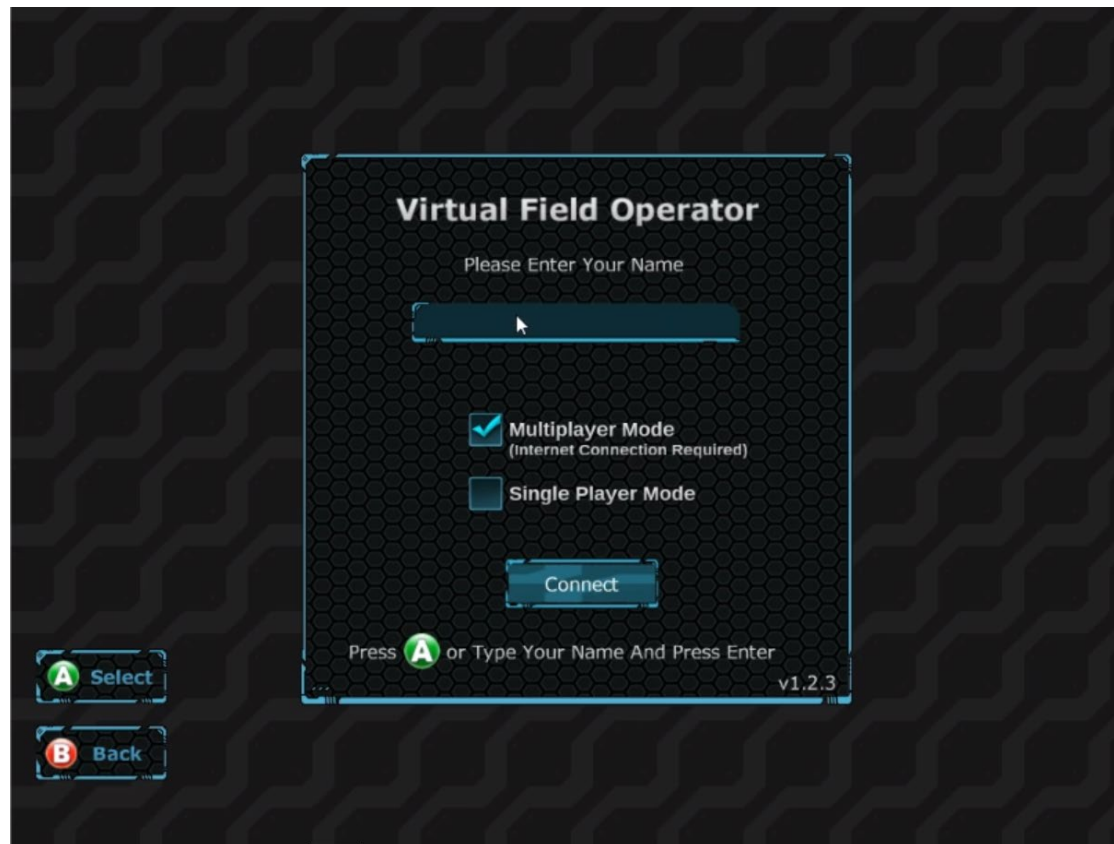 Virtual Field Operator
Please Enter Your Name
Multiplayer Mode
(Internet Connection Required)
Single Player Mode
Connect
Press A or Type Your Name And Press Enter
v1.2.3
A Select
B Back